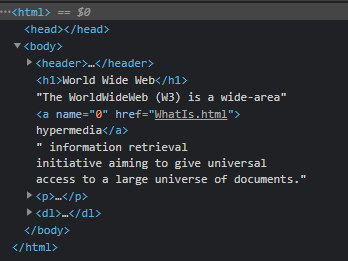 <html> == $0
<head></head>
<body>
<header>…</header>
<h1>World Wide Web</h1>
"The WorldWideWeb (W3) is a wide-area"
<a name="0" href="WhatIs.html">
hypermedia</a>
" information retrieval
initiative aiming to give universal
access to a large universe of documents."
<p>…</p>
<dl>…</dl>
</body>
</html>